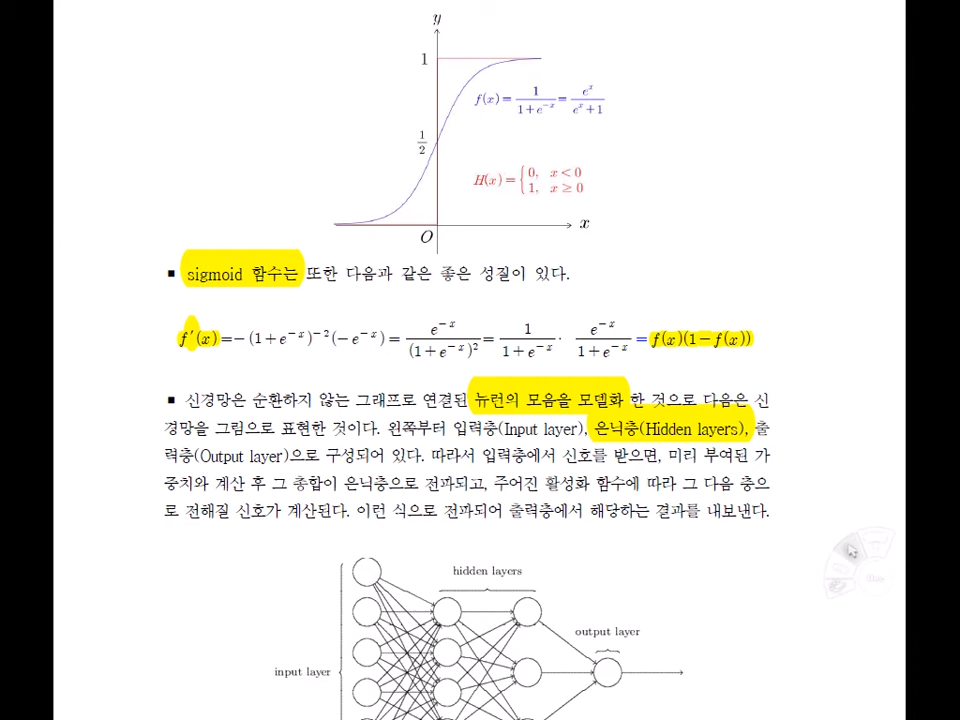 y
1
f(x) = 1/(1+e^{-x}) = e^x/(e^x+1)
1/2
H(x) = { 0, x < 0
1, x ≥ 0
x
O
■ sigmoid 함수는 또한 다음과 같은 좋은 성질이 있다.
f′(x) = −(1+e^{−x})^{−2}(−e^{−x}) = e^{−x}/(1+e^{−x})^2 = 1/(1+e^{−x}) · e^{−x}/(1+e^{−x}) = f(x)(1−f(x))
■ 신경망은 순환하지 않는 그래프로 연결된 뉴런의 모음을 모델화 한 것으로 다음은 신
경망을 그림으로 표현한 것이다. 왼쪽부터 입력층(Input layer), 은닉층(Hidden layers), 출
력층(Output layer)으로 구성되어 있다. 따라서 입력층에서 신호를 받으면, 미리 부여된 가
중치와 계산 후 그 총합이 은닉층으로 전파되고, 주어진 활성화 함수에 따라 그 다음 층으
로 전해질 신호가 계산된다. 이런 식으로 전파되어 출력층에서 해당하는 결과를 내보낸다.
hidden layers
output layer
input layer